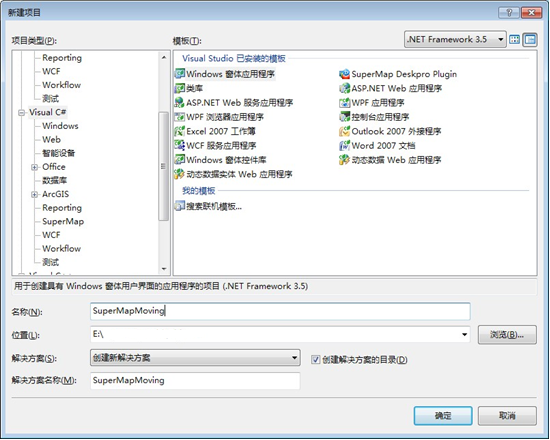 新建项目
项目类型(P):
模板(T):
.NET Framework 3.5
Reporting
WCF
Workflow
测试
Visual C#
Windows
Web
智能设备
Office
数据库
ArcGIS
Reporting
SuperMap
WCF
Workflow
测试
Visual Studio 已安装的模板
Windows 窗体应用程序
SuperMap Deskpro Plugin
类库
ASP.NET Web 应用程序
ASP.NET Web 服务应用程序
WPF 应用程序
WPF 浏览器应用程序
控制台应用程序
Excel 2007 工作簿
Outlook 2007 外接程序
WCF 服务应用程序
Word 2007 文档
Windows 窗体控件库
动态数据 Web 应用程序
动态数据实体 Web 应用程序
我的模板
搜索联机模板...
用于创建具有 Windows 窗体用户界面的应用程序的项目 (.NET Framework 3.5)
名称(N):
SuperMapMoving
位置(L):
E:\
浏览(B)...
解决方案(S):
创建新解决方案
创建解决方案的目录(D)
解决方案名称(M):
SuperMapMoving
确定
取消